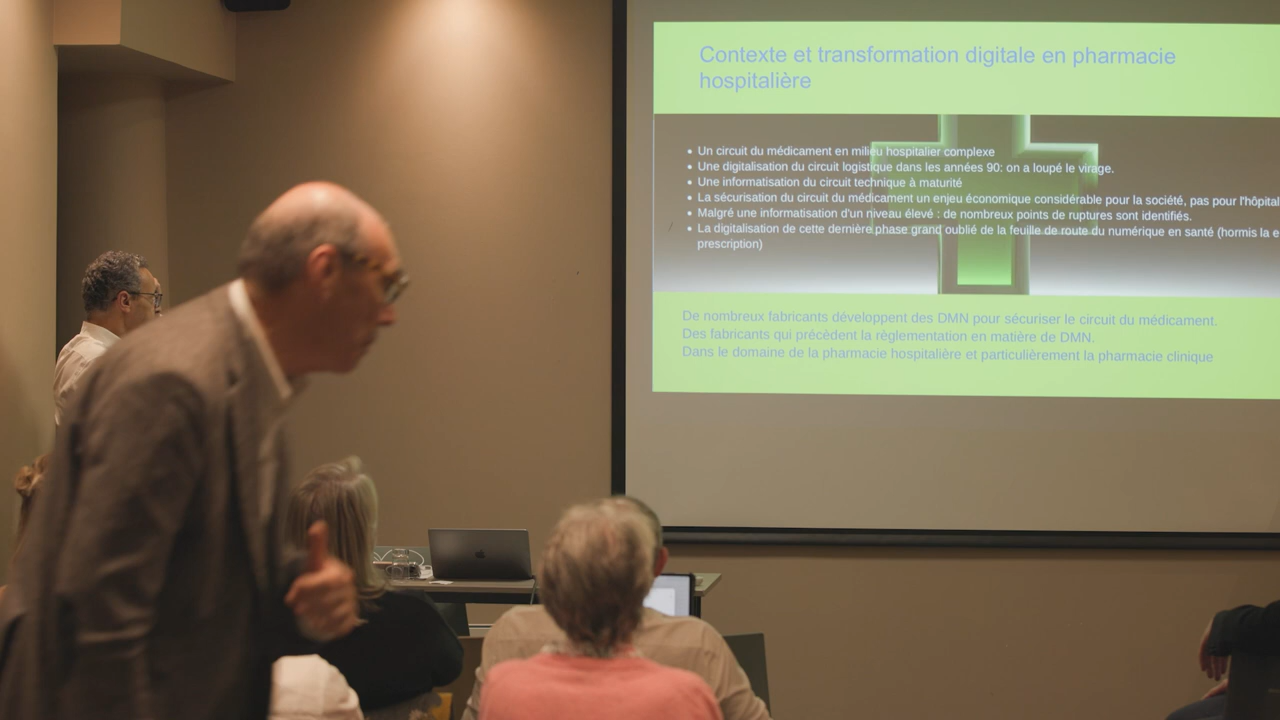 Contexte et transformation digitale en pharmacie
hospitalière
• Un circuit du médicament en milieu hospitalier complexe
• Une digitalisation du circuit logistique dans les années 90: on a loupé le virage.
• Une informatisation du circuit technique à maturité
• La sécurisation du circuit du médicament un enjeu économique considérable pour la société, pas pour l'hôpital
• Malgré une informatisation d'un niveau élevé : de nombreux points de ruptures sont identifiés.
• La digitalisation de cette dernière phase grand oublié de la feuille de route du numérique en santé (hormis la
prescription)
De nombreux fabricants développent des DMN pour sécuriser le circuit du médicament.
Des fabricants qui précèdent la règlementation en matière de DMN.
Dans le domaine de la pharmacie hospitalière et particulièrement la pharmacie clinique